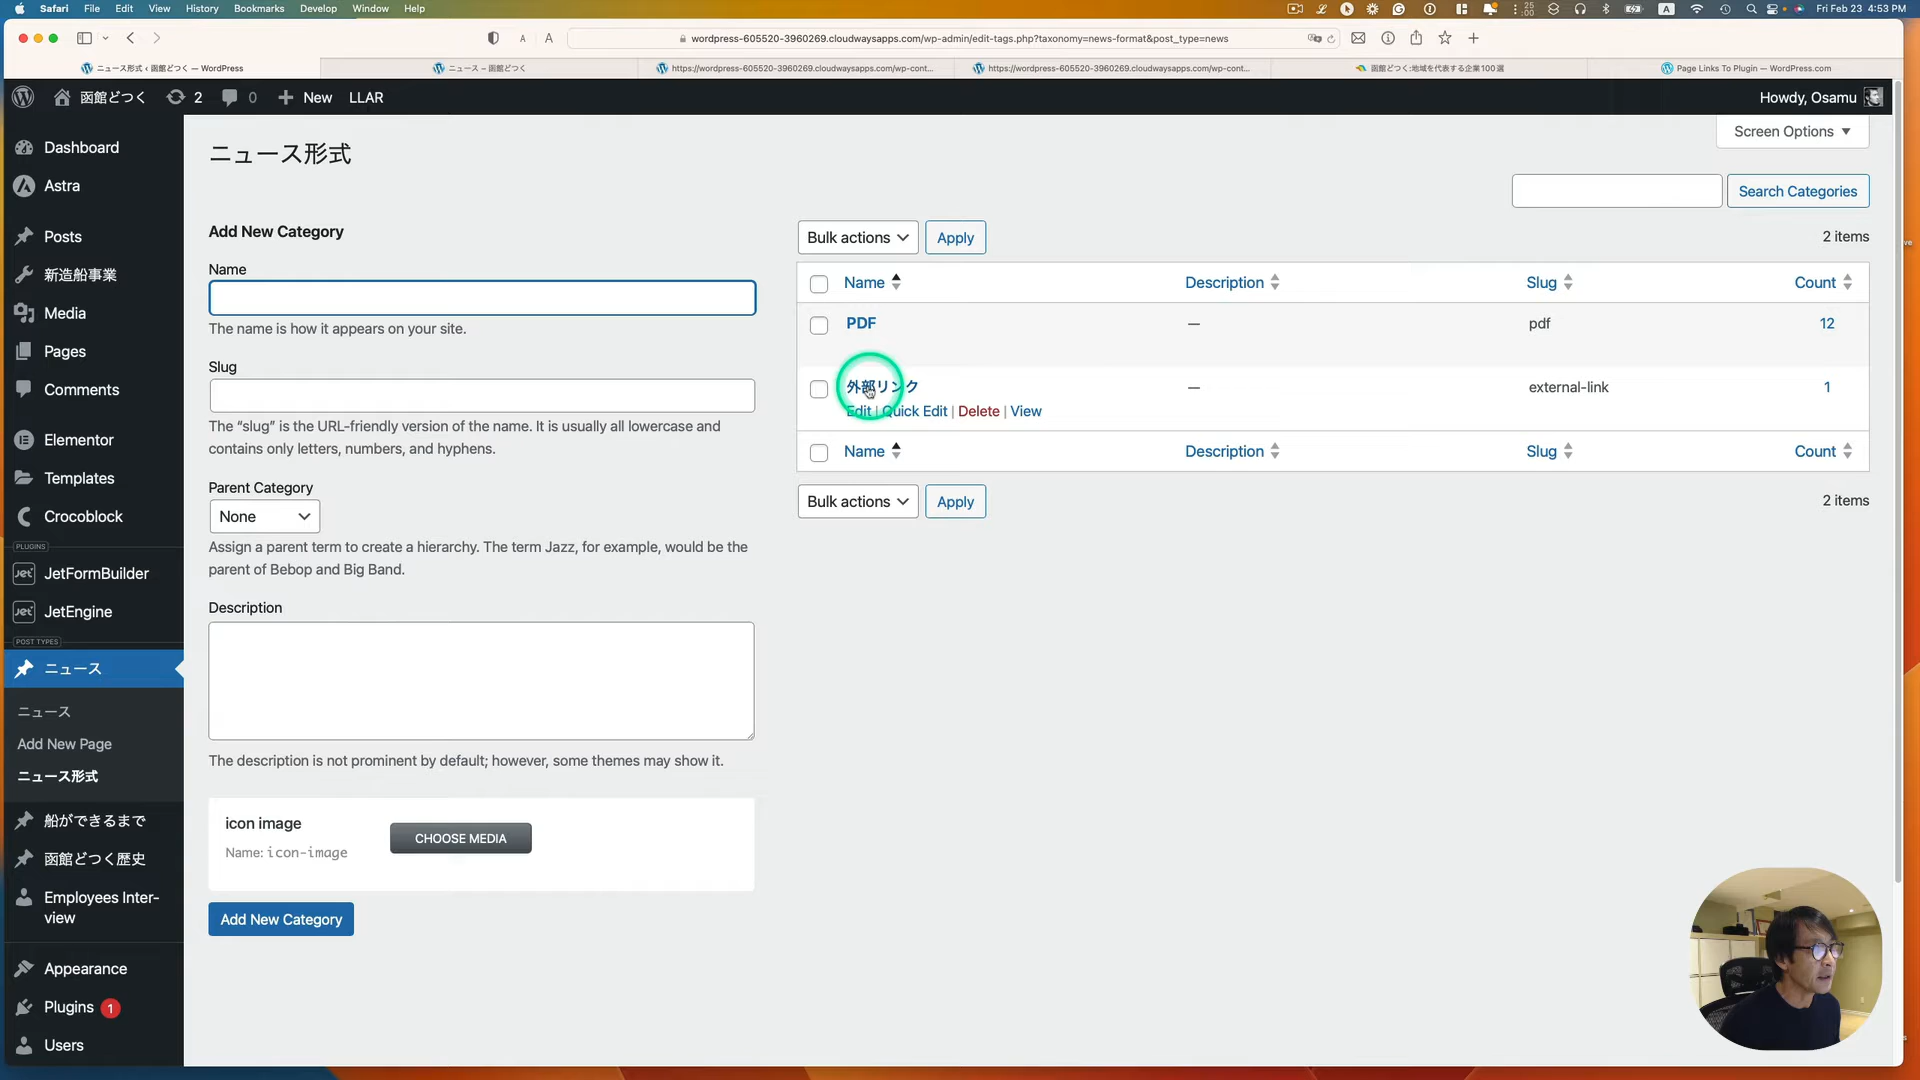 Safari File Edit View History Bookmarks Develop Window Help
25
:00
A
Fri Feb 23 4:53 PM
A A
wordpress-605520-3960269.cloudwaysapps.com/wp-admin/edit-tags.php?taxonomy=news-format&post_type=news
ニュース形式 ‹ 函館どつく — WordPress
ニュース – 函館どつく
https://wordpress-605520-3960269.cloudwaysapps.com/wp-cont...
https://wordpress-605520-3960269.cloudwaysapps.com/wp-cont...
函館どつく:地域を代表する企業100選
Page Links To Plugin — WordPress.com
函館どつく 2 0 New LLAR
Howdy, Osamu
Screen Options ▼
Dashboard
Astra
Posts
新造船事業
Media
Pages
Comments
Elementor
Templates
Crocoblock
PLUGINS
Jet JetFormBuilder
Jet JetEngine
POST TYPES
ニュース
ニュース
Add New Page
ニュース形式
船ができるまで
函館どつく歴史
Employees Inter-
view
Appearance
Plugins 1
Users
ニュース形式
Search Categories
Add New Category
Name
The name is how it appears on your site.
Slug
The “slug” is the URL-friendly version of the name. It is usually all lowercase and
contains only letters, numbers, and hyphens.
Parent Category
None
Assign a parent term to create a hierarchy. The term Jazz, for example, would be the
parent of Bebop and Big Band.
Description
The description is not prominent by default; however, some themes may show it.
icon image
Name: icon-image
CHOOSE MEDIA
Add New Category
Bulk actions Apply
2 items
Name Description Slug Count
PDF — pdf 12
外部リンク — external-link 1
Edit | Quick Edit | Delete | View
Name Description Slug Count
Bulk actions Apply
2 items